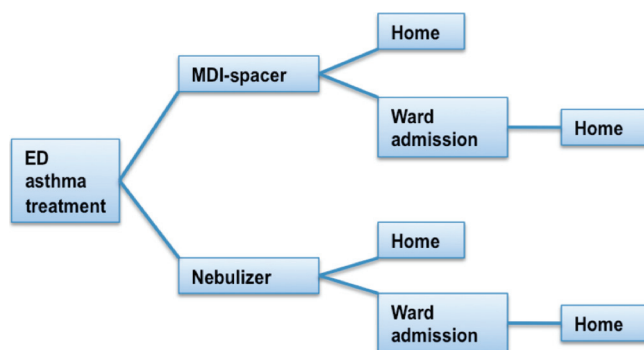 Home
MDI-spacer
Ward
admission
Home
ED
asthma
treatment
Home
Nebulizer
Ward
admission
Home